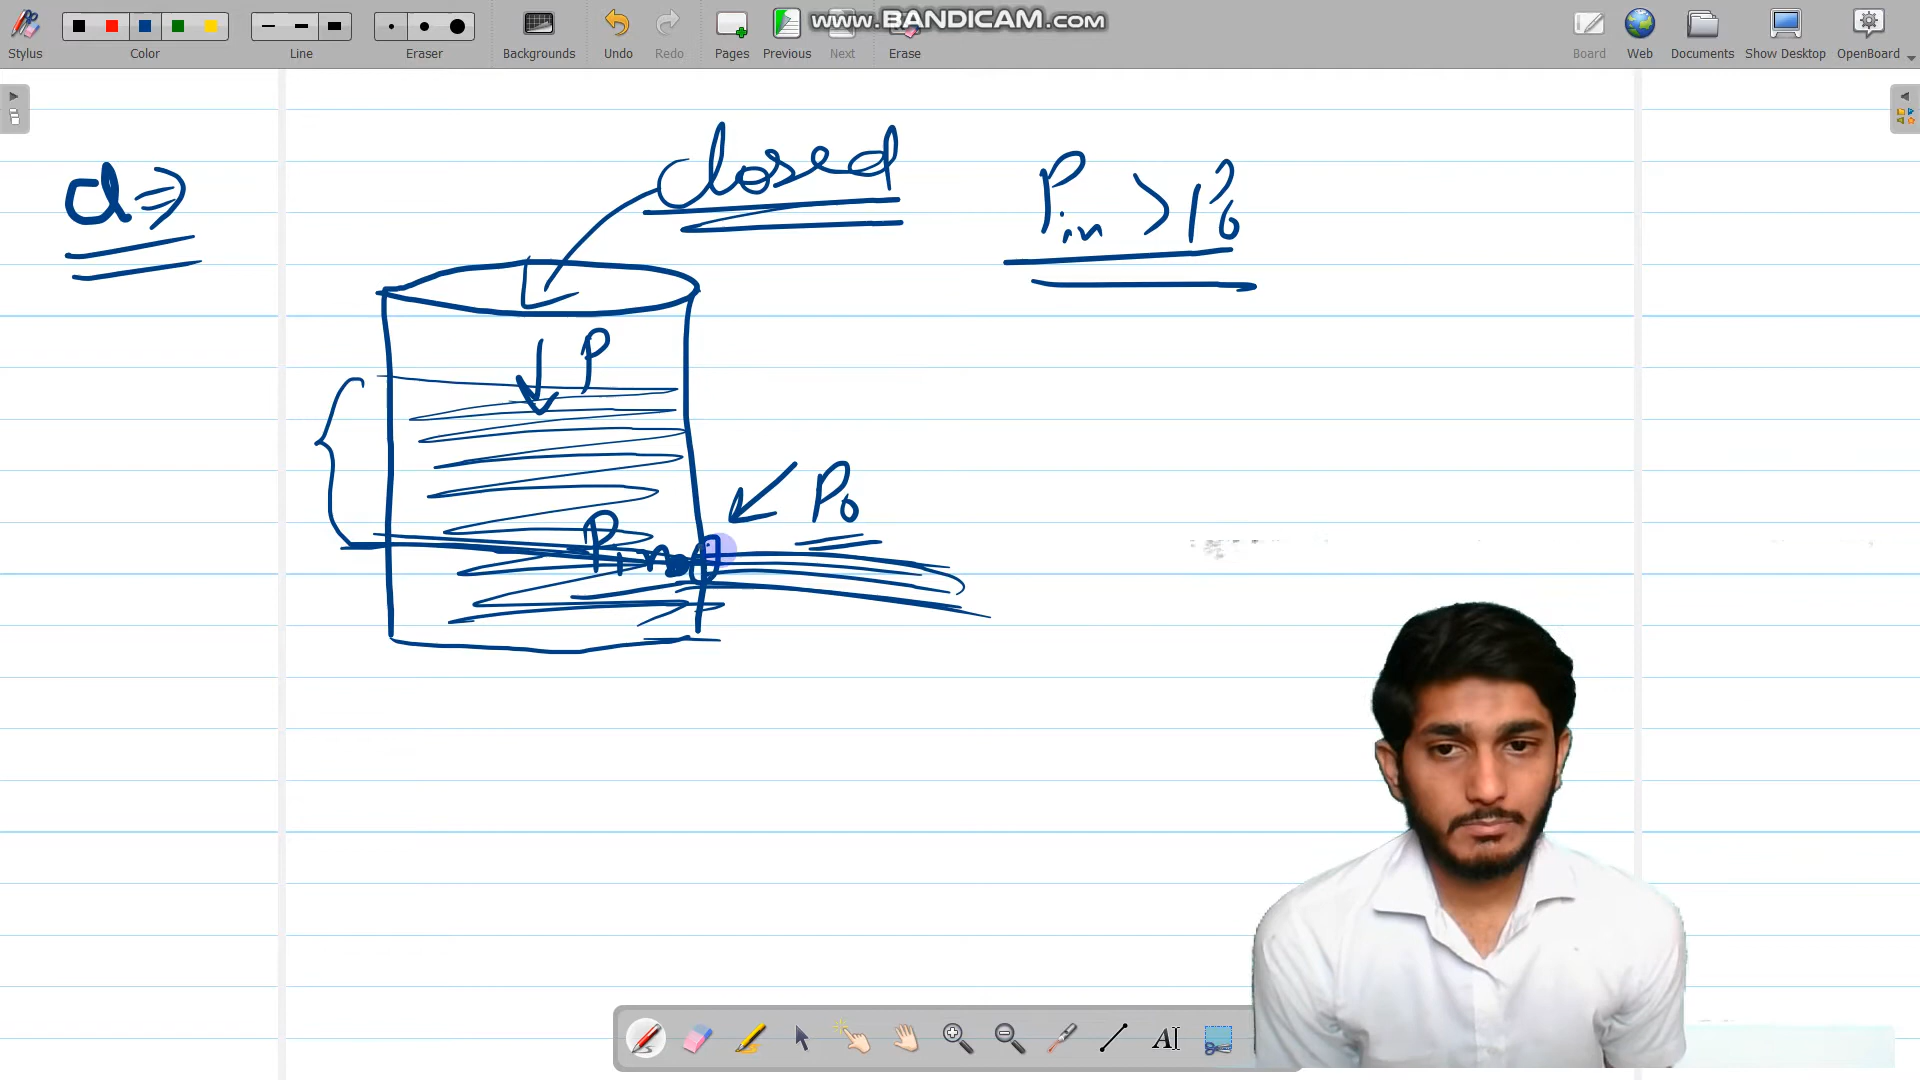 www.BANDICAM.com
Stylus
Color
Line
Eraser
Backgrounds
Undo
Redo
Pages
Previous
Next
Erase
Board
Web
Documents
Show Desktop
OpenBoard
d ⇒
closed
Pin > P0
P
P0
Pin